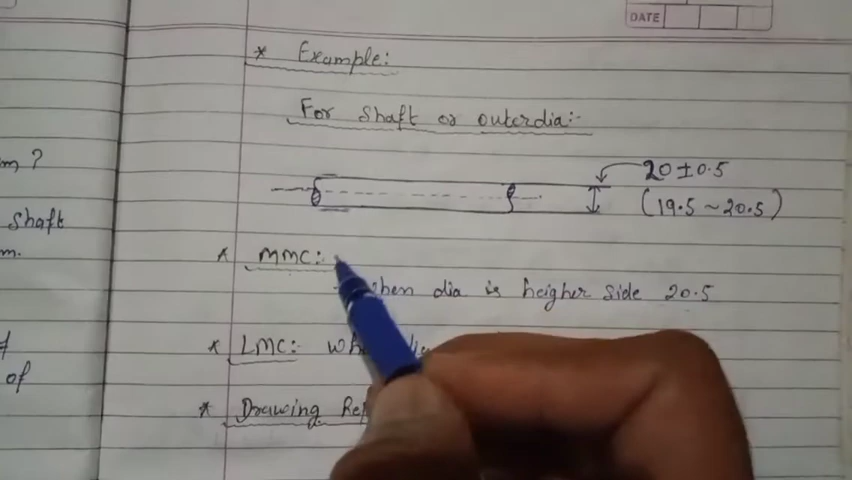 DATE
* Example:
For Shaft or outerdia:-
m ?
20 ± 0.5
(19.5 ~ 20.5)
Shaft
m.
* MMC:
when dia is heigher side 20.5
* LMC:
of
* Drawing